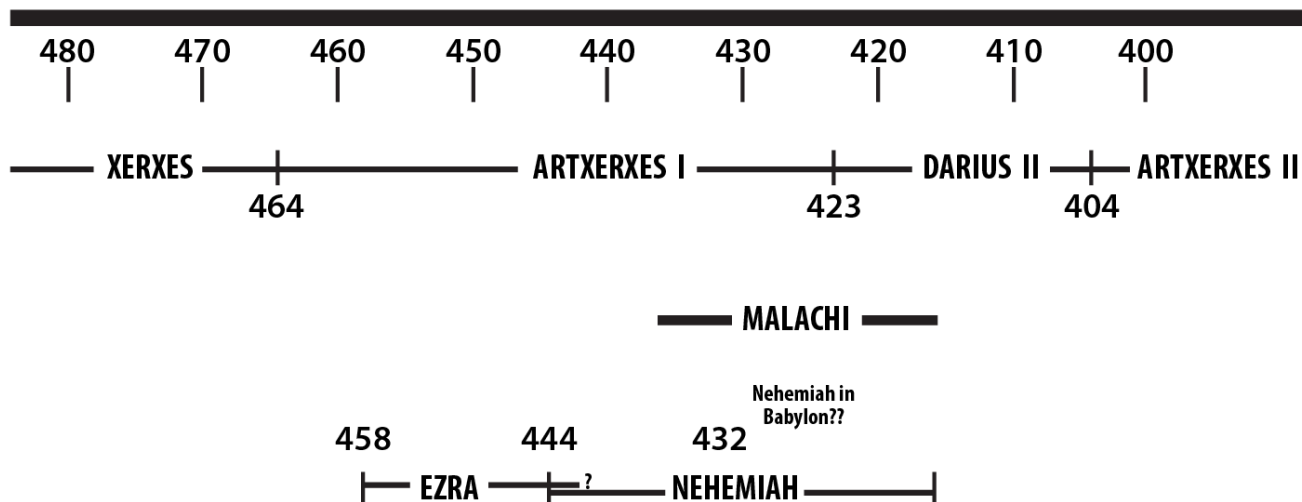 480 470 460 450 440 430 420 410 400
XERXES ARTXERXES I DARIUS II ARTXERXES II
464 423 404
MALACHI
Nehemiah in
Babylon??
458 444 432
EZRA ? NEHEMIAH